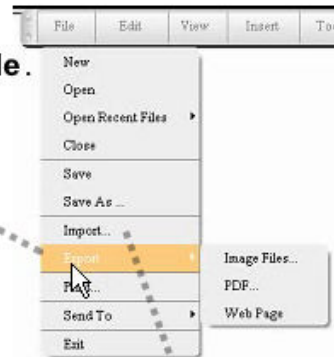 File Edit View Insert
le.
New
Open
Open Recent Files
Close
Save
Save As ...
Import...
Export
Image Files...
PDF...
Web Page
Send To
Exit